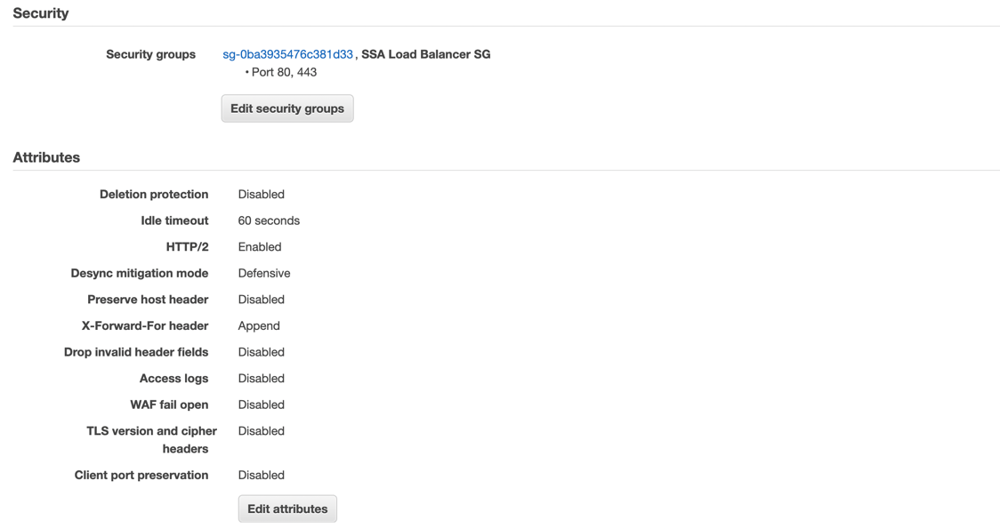 Security
Security groups sg-0ba3935476c381d33 , SSA Load Balancer SG
• Port 80, 443
Edit security groups
Attributes
Deletion protection Disabled
Idle timeout 60 seconds
HTTP/2 Enabled
Desync mitigation mode Defensive
Preserve host header Disabled
X-Forward-For header Append
Drop invalid header fields Disabled
Access logs Disabled
WAF fail open Disabled
TLS version and cipher Disabled
headers
Client port preservation Disabled
Edit attributes